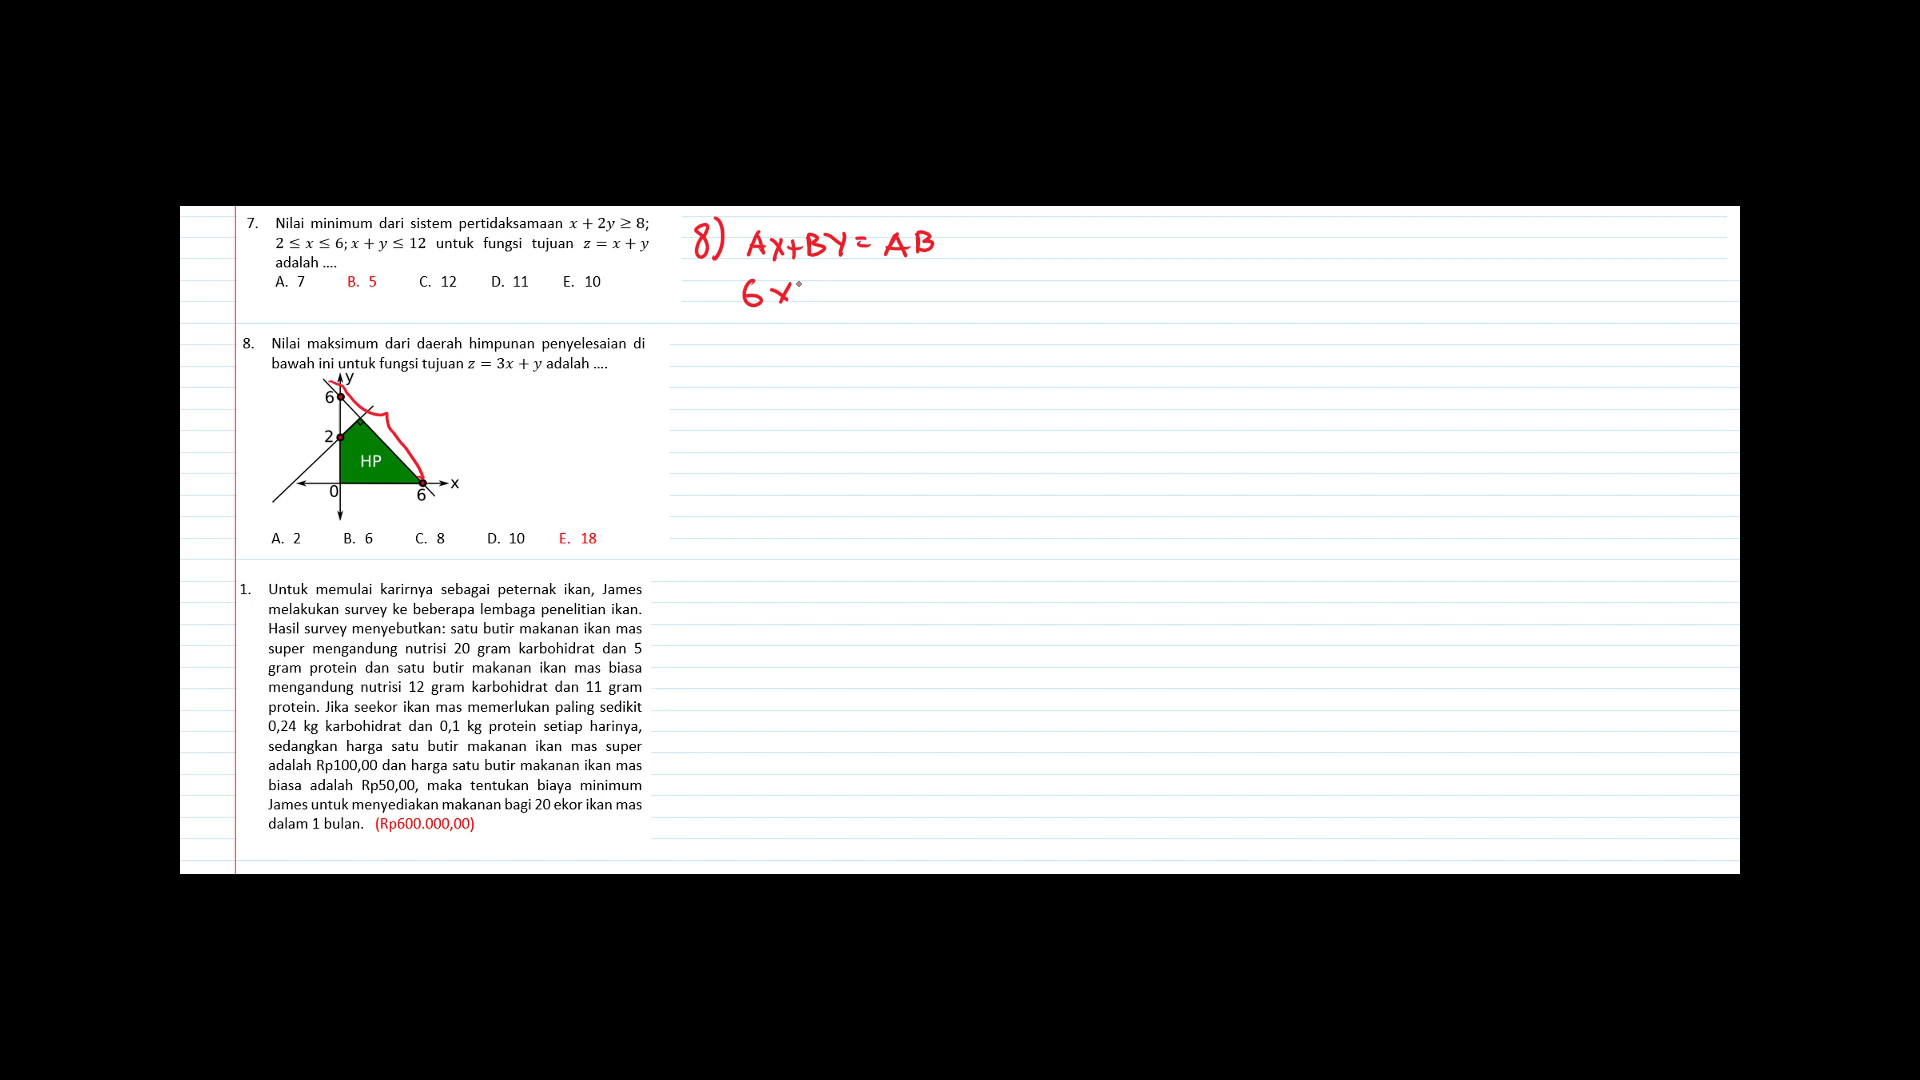 7. Nilai minimum dari sistem pertidaksamaan x + 2y ≥ 8;
2 ≤ x ≤ 6; x + y ≤ 12 untuk fungsi tujuan z = x + y
adalah ....
A. 7 B. 5 C. 12 D. 11 E. 10
8. Nilai maksimum dari daerah himpunan penyelesaian di
bawah ini untuk fungsi tujuan z = 3x + y adalah ....
y
6
2
HP
0
6
x
A. 2 B. 6 C. 8 D. 10 E. 18
1. Untuk memulai karirnya sebagai peternak ikan, James
melakukan survey ke beberapa lembaga penelitian ikan.
Hasil survey menyebutkan: satu butir makanan ikan mas
super mengandung nutrisi 20 gram karbohidrat dan 5
gram protein dan satu butir makanan ikan mas biasa
mengandung nutrisi 12 gram karbohidrat dan 11 gram
protein. Jika seekor ikan mas memerlukan paling sedikit
0,24 kg karbohidrat dan 0,1 kg protein setiap harinya,
sedangkan harga satu butir makanan ikan mas super
adalah Rp100,00 dan harga satu butir makanan ikan mas
biasa adalah Rp50,00, maka tentukan biaya minimum
James untuk menyediakan makanan bagi 20 ekor ikan mas
dalam 1 bulan. (Rp600.000,00)
8) AX+BY = AB
6x